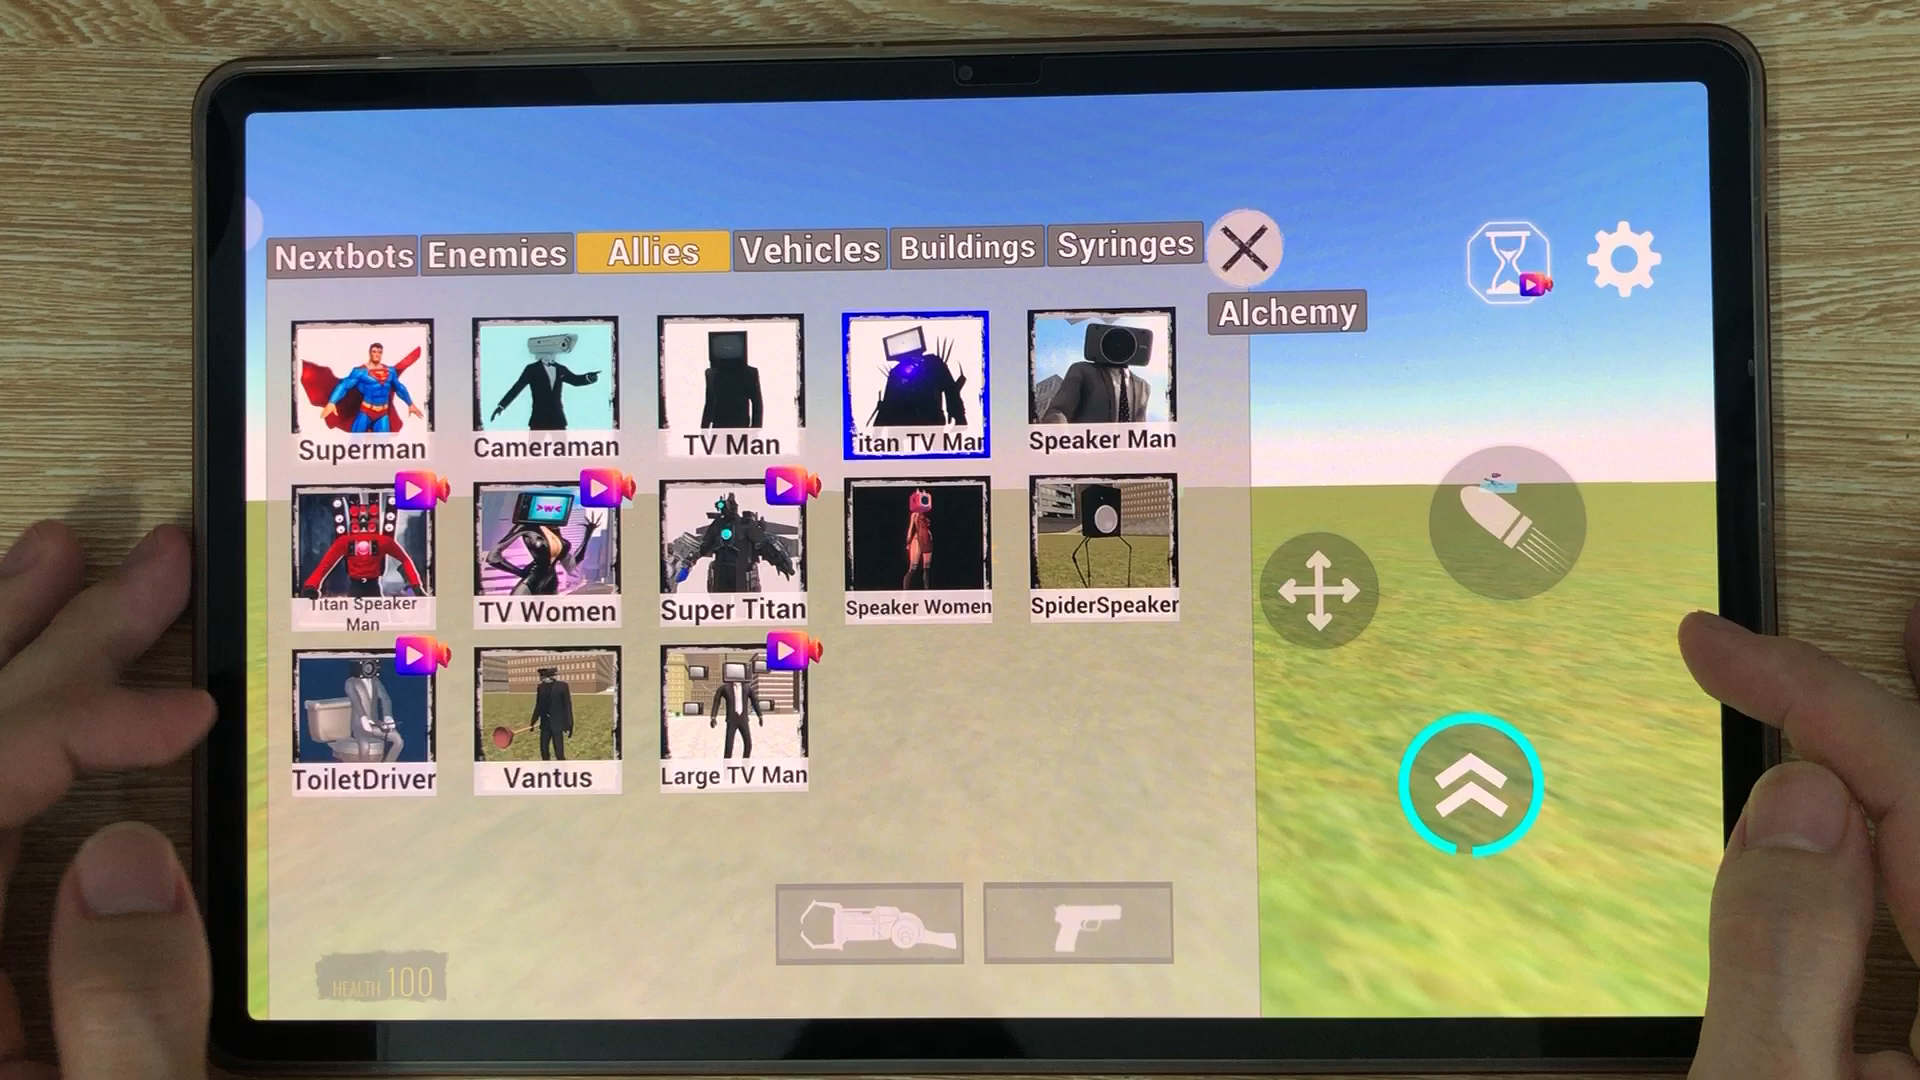 Nextbots Enemies Allies Vehicles Buildings Syringes
Alchemy
Superman Cameraman TV Man itan TV Man Speaker Man
Titan Speaker
Man
TV Women Super Titan Speaker Women SpiderSpeaker
ToiletDriver Vantus Large TV Man
HEALTH 100